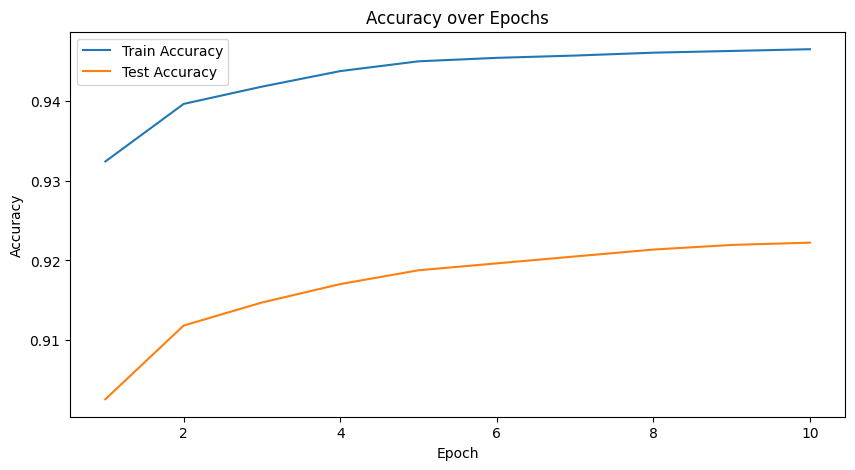 Accuracy over Epochs
Train Accuracy
Test Accuracy
0.94
0.93
0.92
0.91
Accuracy
2 4 6 8 10
Epoch